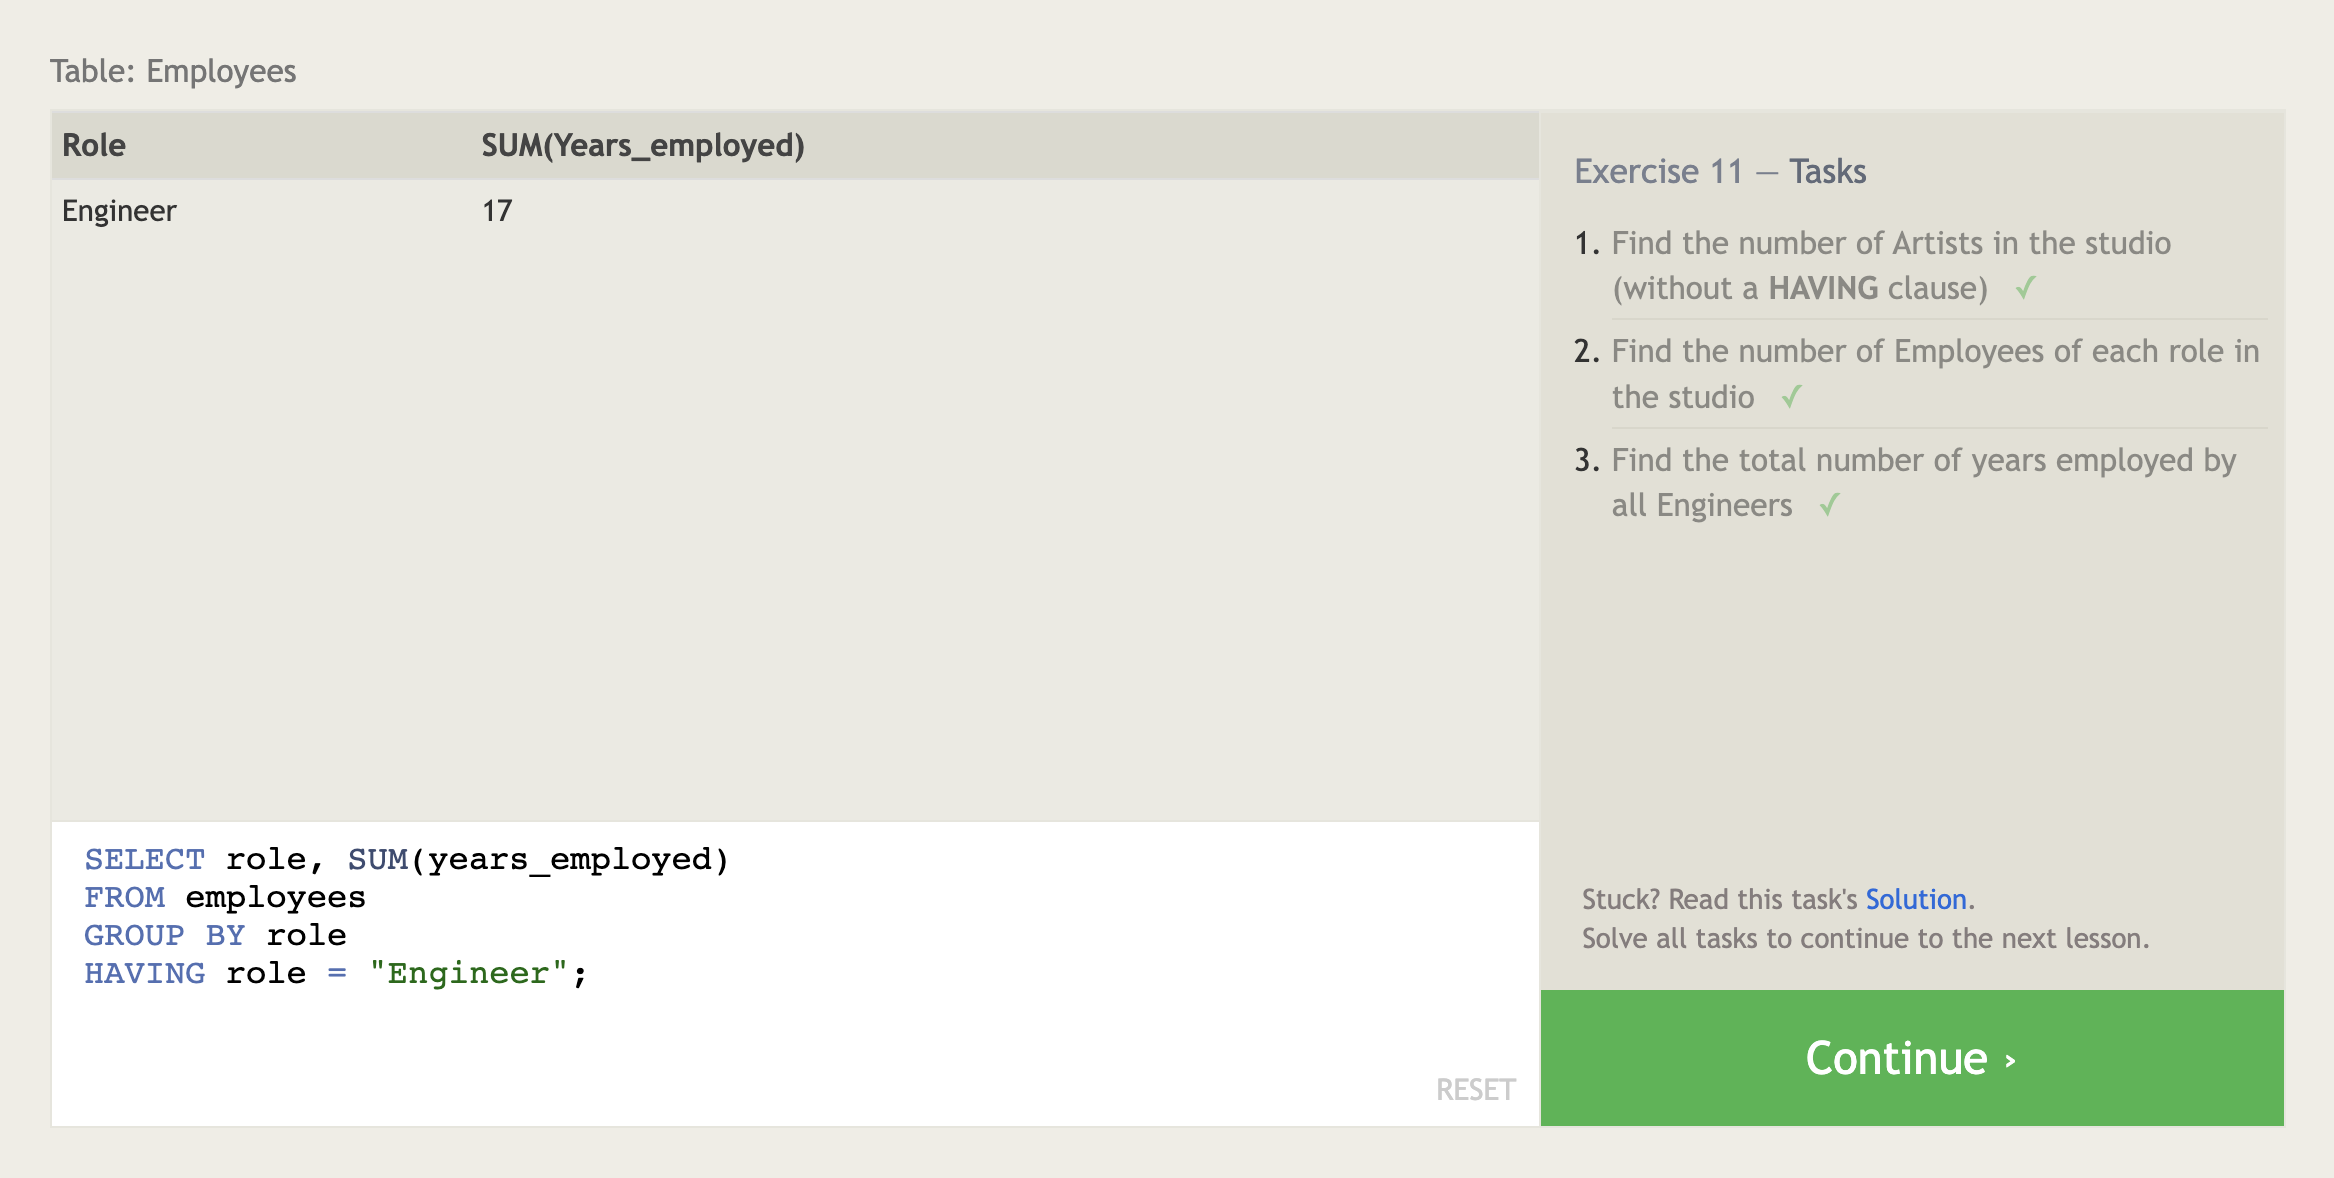 Table: Employees
Role SUM(Years_employed)
Engineer 17
SELECT role, SUM(years_employed)
FROM employees
GROUP BY role
HAVING role = "Engineer";
RESET
Exercise 11 — Tasks
1. Find the number of Artists in the studio
(without a HAVING clause) ✓
2. Find the number of Employees of each role in
the studio ✓
3. Find the total number of years employed by
all Engineers ✓
Stuck? Read this task's Solution.
Solve all tasks to continue to the next lesson.
Continue ›